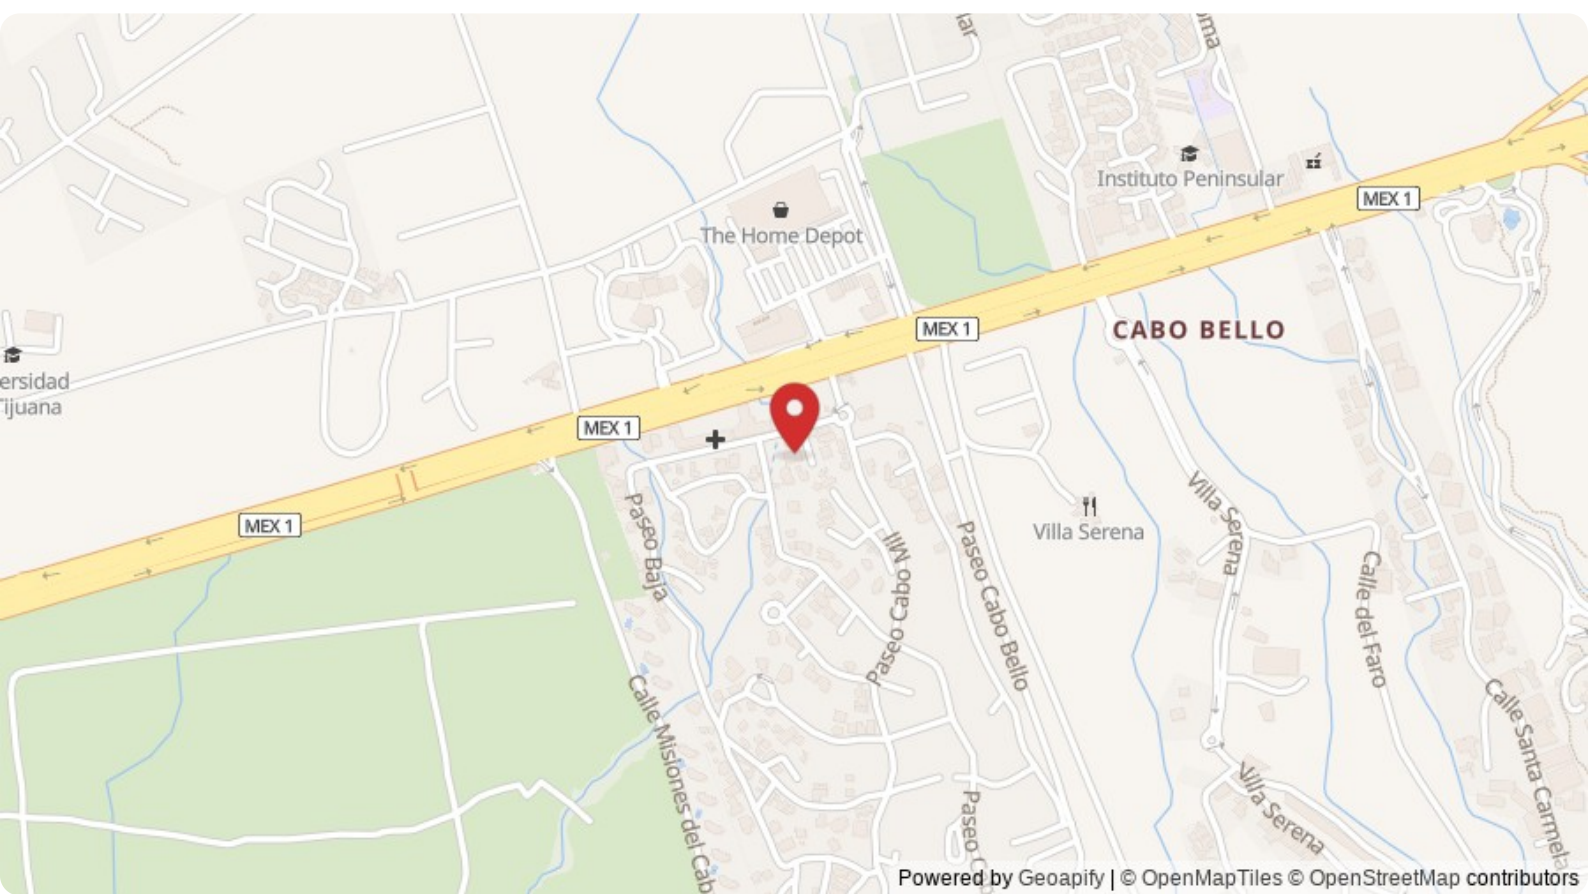 Instituto Peninsular
MEX 1
The Home Depot
MEX 1
CABO BELLO
ersidad
Tijuana
MEX 1
MEX 1
Villa Serena
Villa Serena
Paseo Baja
Paseo Cabo Mil
Paseo Cabo Bello
Calle del Faro
Calle Misiones del Cab
Calle Santa Carmela
Villa Serena
Paseo C
Powered by Geoapify | © OpenMapTiles © OpenStreetMap contributors